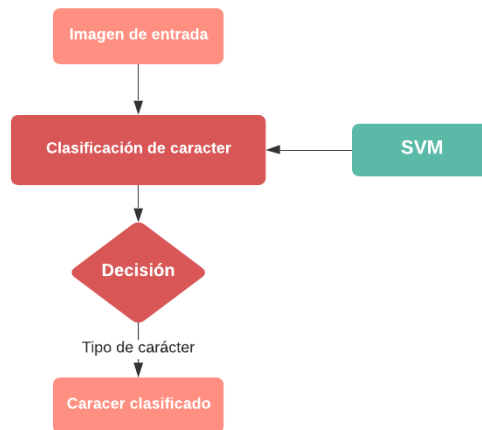 Imagen de entrada
Clasificación de caracter
SVM
Decisión
Tipo de carácter
Caracer clasificado